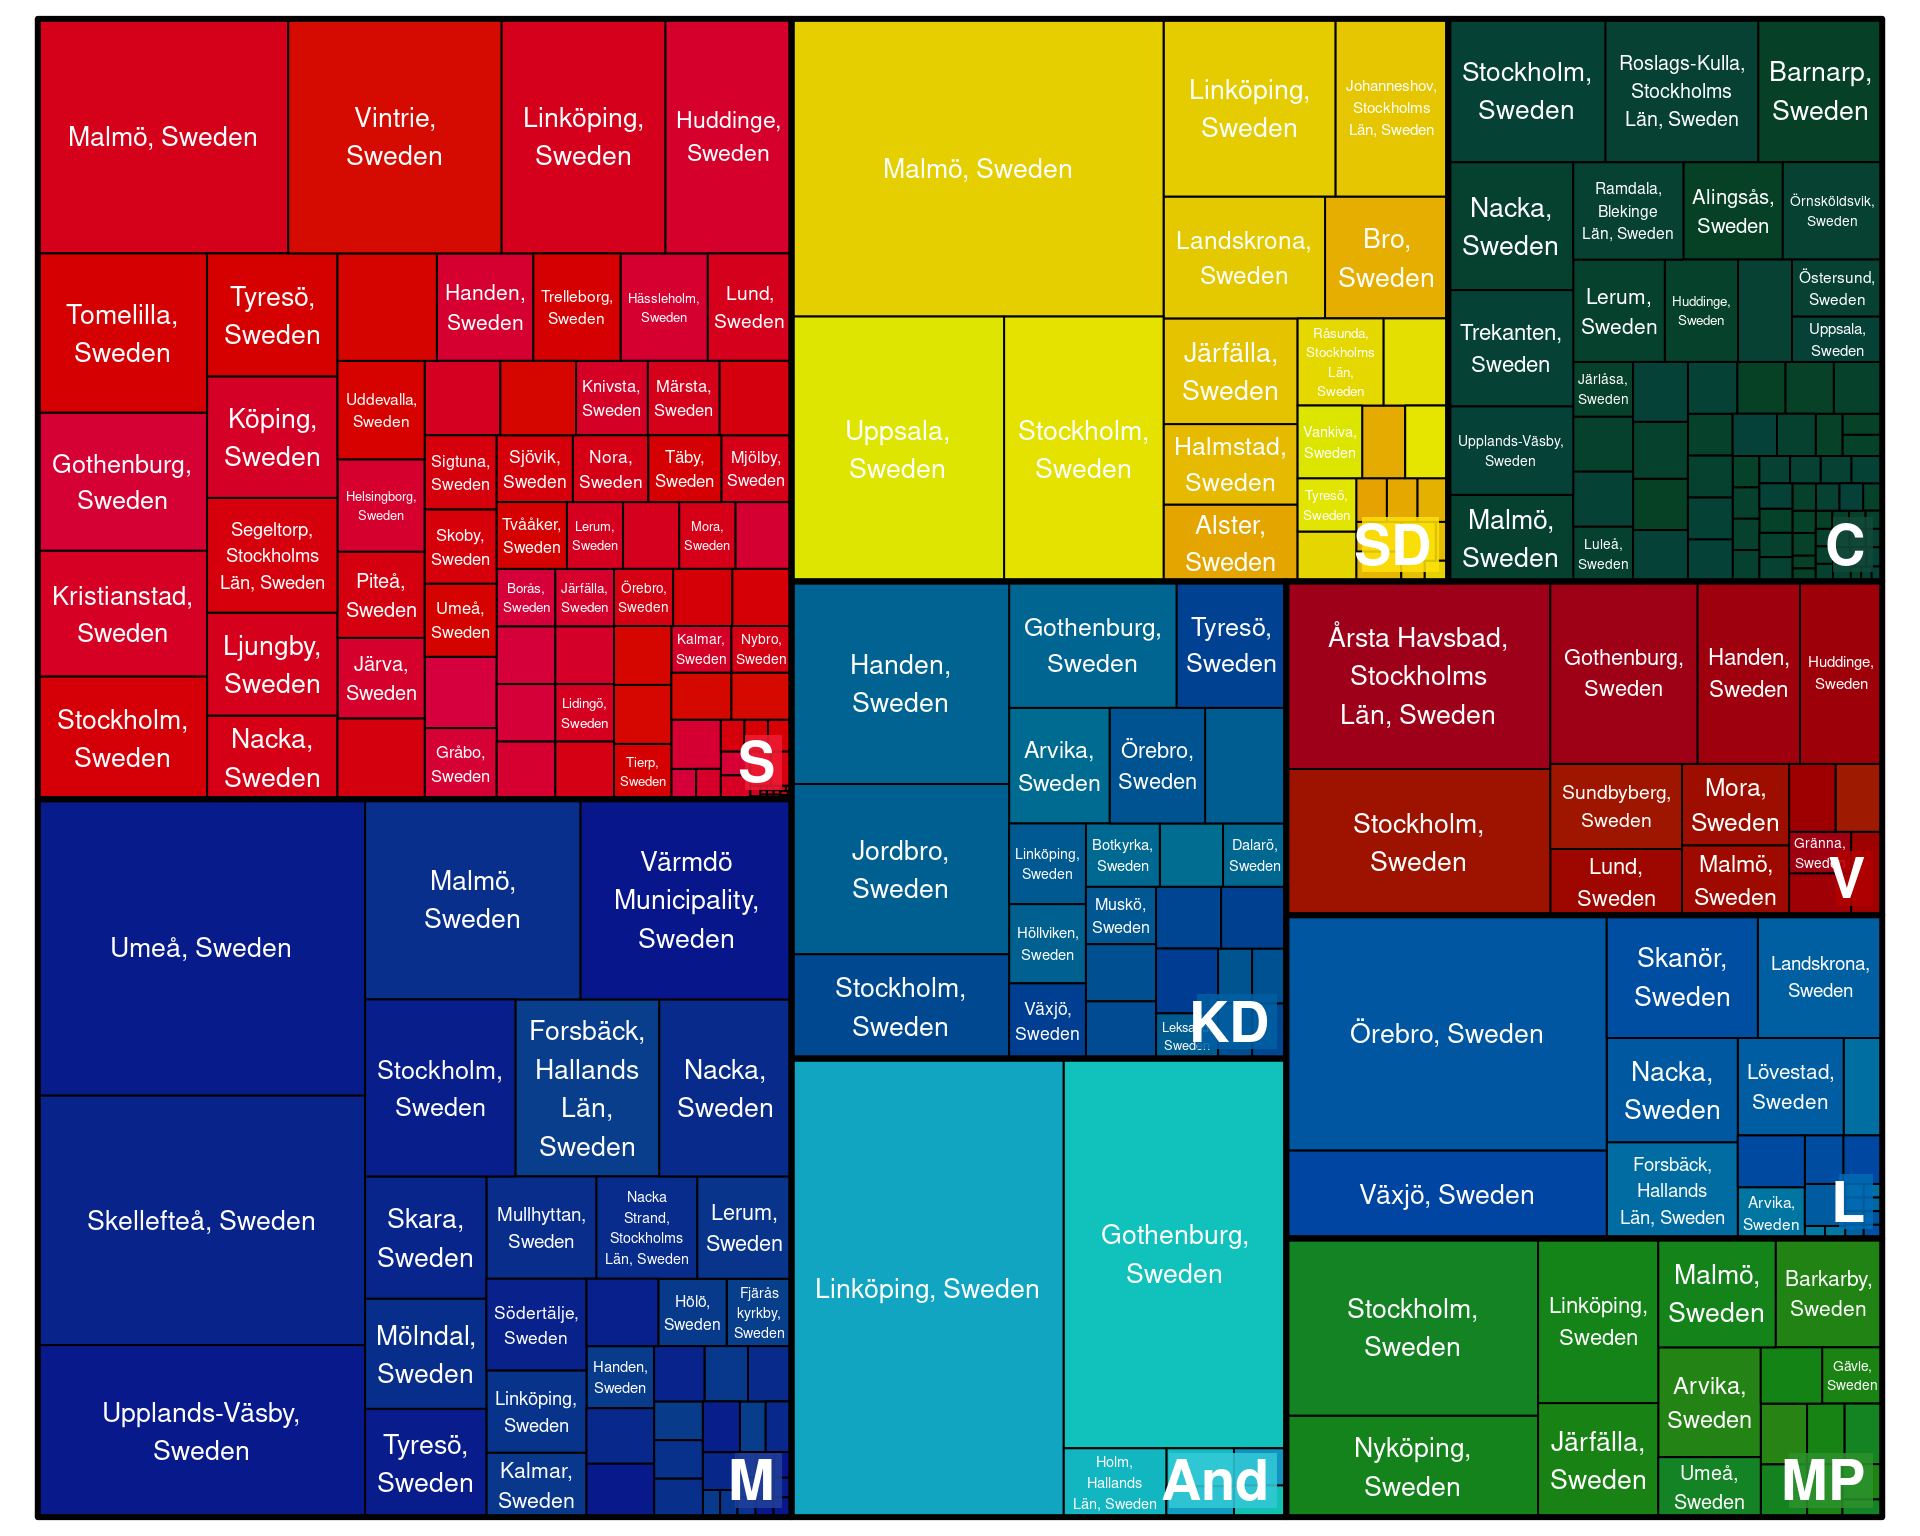 Malmö, Sweden
Vintrie,
Sweden
Linköping,
Sweden
Huddinge,
Sweden
Tomelilla,
Sweden
Gothenburg,
Sweden
Kristianstad,
Sweden
Stockholm,
Sweden
Tyresö,
Sweden
Köping,
Sweden
Segeltorp,
Stockholms
Län, Sweden
Ljungby,
Sweden
Nacka,
Sweden
Handen,
Sweden
Trelleborg,
Sweden
Hässleholm,
Sweden
Lund,
Sweden
Uddevalla,
Sweden
Helsingborg,
Sweden
Piteå,
Sweden
Järva,
Sweden
Knivsta,
Sweden
Märsta,
Sweden
Sigtuna,
Sweden
Skoby,
Sweden
Umeå,
Sweden
Gråbo,
Sweden
Sjövik,
Sweden
Nora,
Sweden
Täby,
Sweden
Mjölby,
Sweden
Tvååker,
Sweden
Lerum,
Sweden
Mora,
Sweden
Borås,
Sweden
Järfälla,
Sweden
Örebro,
Sweden
Kalmar,
Sweden
Nybro,
Sweden
Lidingö,
Sweden
Tierp,
Sweden
S
Malmö, Sweden
Uppsala,
Sweden
Stockholm,
Sweden
Linköping,
Sweden
Johanneshov,
Stockholms
Län, Sweden
Landskrona,
Sweden
Bro,
Sweden
Järfälla,
Sweden
Halmstad,
Sweden
Alster,
Sweden
Råsunda,
Stockholms
Län,
Sweden
Vankiva,
Sweden
Tyresö,
Sweden
SD
Stockholm,
Sweden
Roslags-Kulla,
Stockholms
Län, Sweden
Barnarp,
Sweden
Nacka,
Sweden
Trekanten,
Sweden
Upplands-Väsby,
Sweden
Malmö,
Sweden
Ramdala,
Blekinge
Län, Sweden
Alingsås,
Sweden
Örnsköldsvik,
Sweden
Lerum,
Sweden
Huddinge,
Sweden
Östersund,
Sweden
Uppsala,
Sweden
Järlåsa,
Sweden
Luleå,
Sweden
C
Umeå, Sweden
Skellefteå, Sweden
Upplands-Väsby,
Sweden
Malmö,
Sweden
Värmdö
Municipality,
Sweden
Stockholm,
Sweden
Forsbäck,
Hallands
Län,
Sweden
Nacka,
Sweden
Skara,
Sweden
Mölndal,
Sweden
Tyresö,
Sweden
Mullhyttan,
Sweden
Nacka
Strand,
Stockholms
Län, Sweden
Lerum,
Sweden
Södertälje,
Sweden
Linköping,
Sweden
Kalmar,
Sweden
Hölö,
Sweden
Fjärås
kyrkby,
Sweden
Handen,
Sweden
M
Handen,
Sweden
Jordbro,
Sweden
Stockholm,
Sweden
Gothenburg,
Sweden
Tyresö,
Sweden
Arvika,
Sweden
Örebro,
Sweden
Linköping,
Sweden
Höllviken,
Sweden
Växjö,
Sweden
Botkyrka,
Sweden
Dalarö,
Sweden
Muskö,
Sweden
Sweden
KD
Linköping, Sweden
Gothenburg,
Sweden
Holm,
Hallands
Län, Sweden
And
Årsta Havsbad,
Stockholms
Län, Sweden
Stockholm,
Sweden
Gothenburg,
Sweden
Handen,
Sweden
Huddinge,
Sweden
Sundbyberg,
Sweden
Lund,
Sweden
Mora,
Sweden
Malmö,
Sweden
Gränna,
V
Örebro, Sweden
Växjö, Sweden
Skanör,
Sweden
Landskrona,
Sweden
Nacka,
Sweden
Lövestad,
Sweden
Forsbäck,
Hallands
Län, Sweden
Arvika,
Sweden
L
Stockholm,
Sweden
Nyköping,
Sweden
Linköping,
Sweden
Järfälla,
Sweden
Malmö,
Sweden
Barkarby,
Sweden
Arvika,
Sweden
Gävle,
Sweden
Umeå,
Sweden
MP